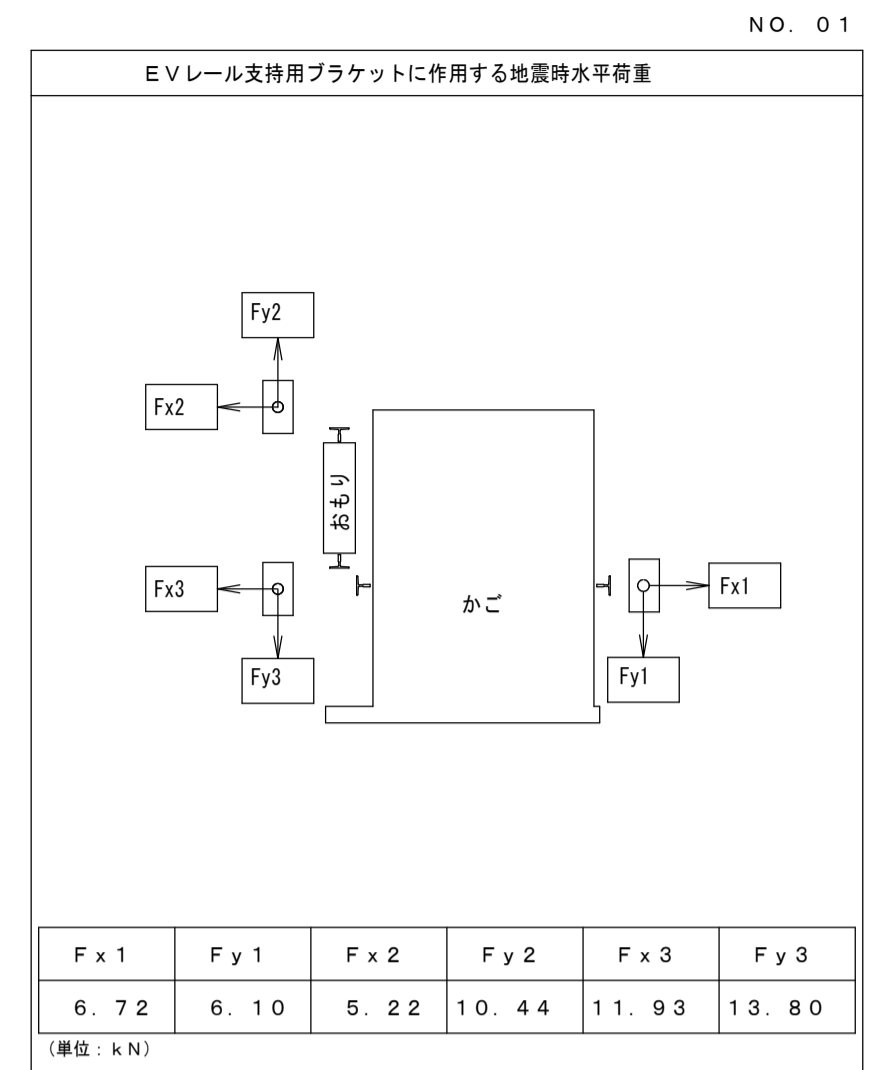 ＮＯ．０１
ＥＶレール支持用ブラケットに作用する地震時水平荷重
Fy2
Fx2
おもり
Fx3
かご
Fx1
Fy3
Fy1
Ｆｘ１ Ｆｙ１ Ｆｘ２ Ｆｙ２ Ｆｘ３ Ｆｙ３
６．７２ ６．１０ ５．２２ １０．４４ １１．９３ １３．８０
（単位：ｋＮ）